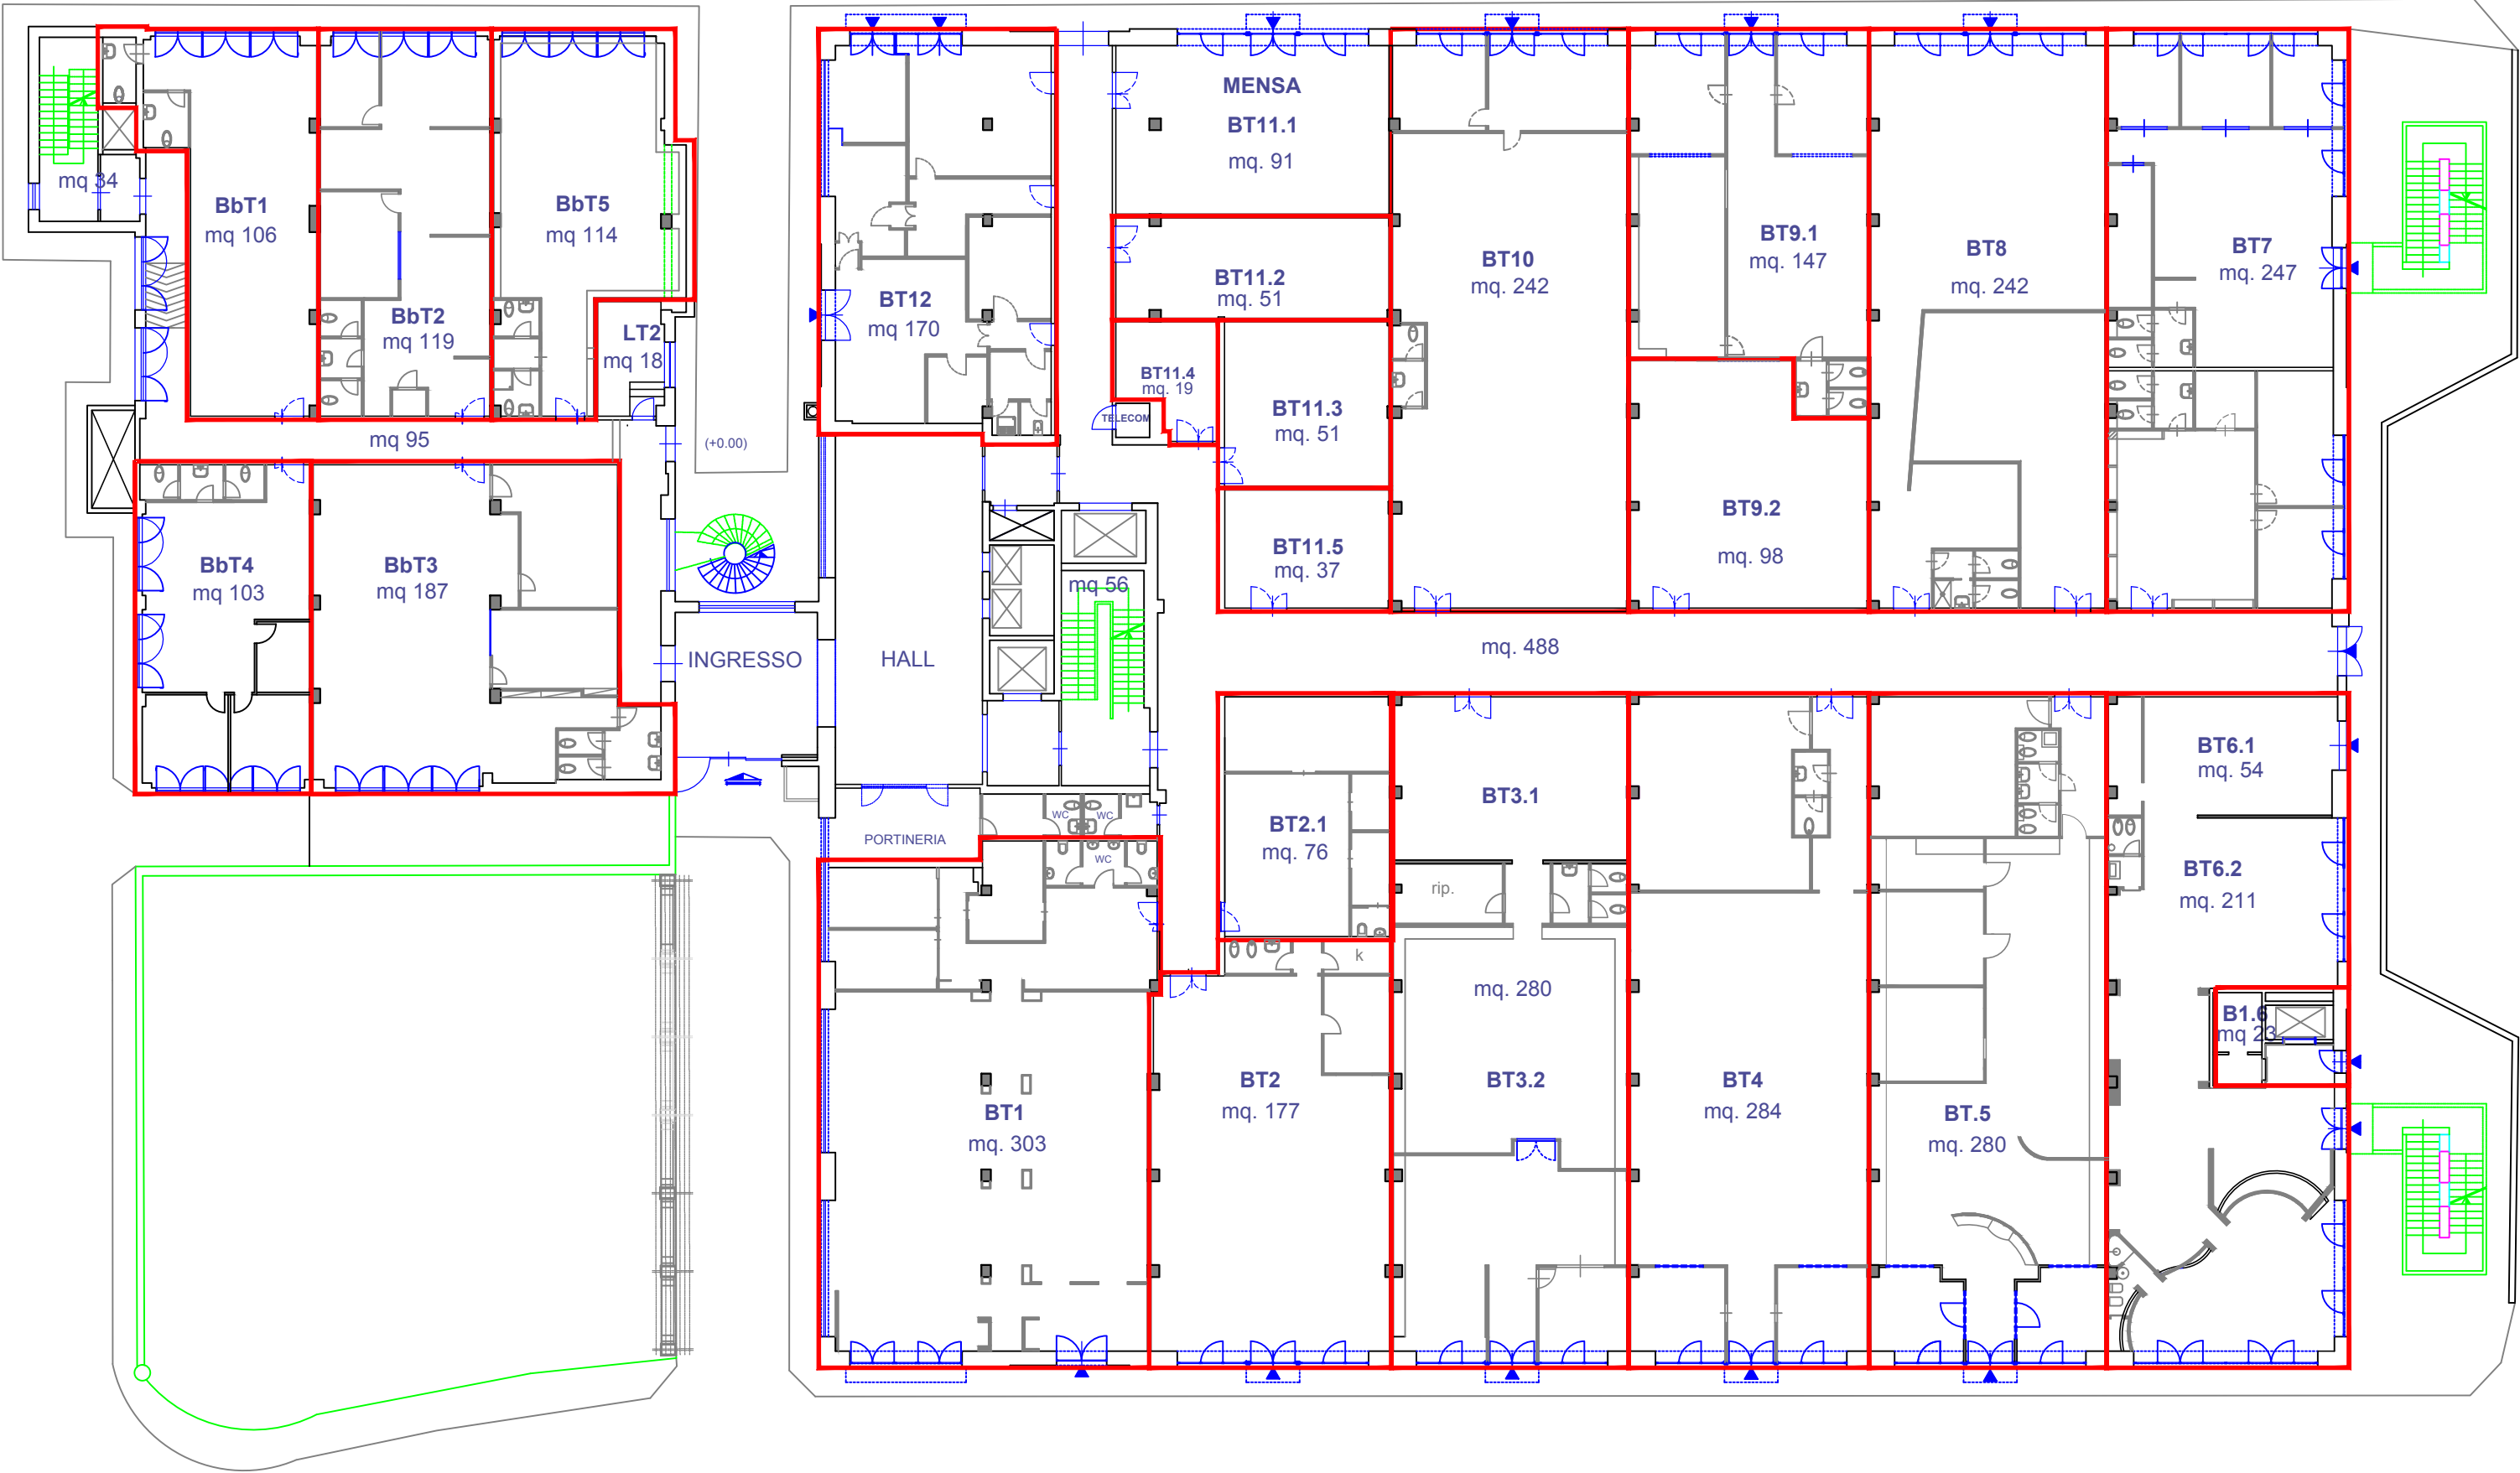 mq 34
BbT1
mq 106
BbT2
mq 119
BbT5
mq 114
LT2
mq 18
mq 95
(+0.00)
BbT4
mq 103
BbT3
mq 187
INGRESSO
HALL
mq 56
PORTINERIA
WC
WC
WC
BT12
mq 170
MENSA
BT11.1
mq. 91
BT11.2
mq. 51
BT11.4
mq. 19
TELECOM
BT11.3
mq. 51
BT11.5
mq. 37
BT10
mq. 242
BT9.1
mq. 147
BT9.2
mq. 98
BT8
mq. 242
BT7
mq. 247
mq. 488
BT1
mq. 303
BT2.1
mq. 76
k
BT2
mq. 177
BT3.1
rip.
mq. 280
BT3.2
BT4
mq. 284
BT.5
mq. 280
BT6.1
mq. 54
BT6.2
mq. 211
B1.6
mq 23